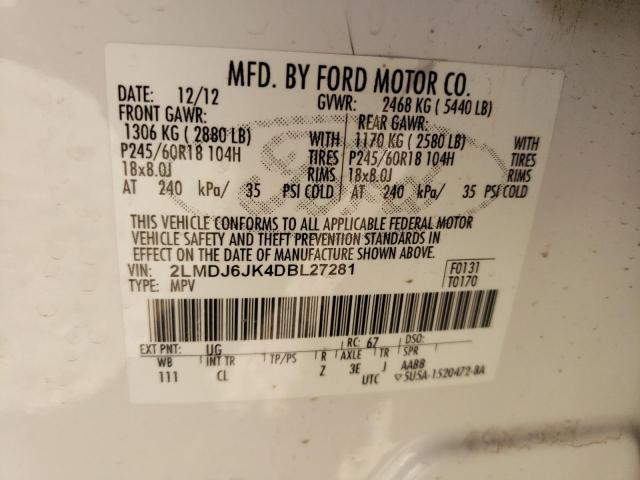 MFD. BY FORD MOTOR CO.
DATE: 12/12 GVWR: 2468 KG ( 5440 LB)
FRONT GAWR: REAR GAWR:
1306 KG ( 2880 LB) WITH 1170 KG ( 2580 LB) WITH
P245/60R18 104H TIRES P245/60R18 104H TIRES
18x8.0J RIMS 18x8.0J RIMS
AT 240 kPa/ 35 PSI COLD AT 240 kPa/ 35 PSI COLD
THIS VEHICLE CONFORMS TO ALL APPLICABLE FEDERAL MOTOR
VEHICLE SAFETY AND THEFT PREVENTION STANDARDS IN
EFFECT ON THE DATE OF MANUFACTURE SHOWN ABOVE.
VIN: 2LMDJ6JK4DBL27281 F0131
TYPE: MPV T0170
EXT PNT: UG RC: 67 DSO:
WB INT TR TP/PS R AXLE TR SPR
111 CL Z 3E J AABB
UTC ▽5U5A-1520472-BA